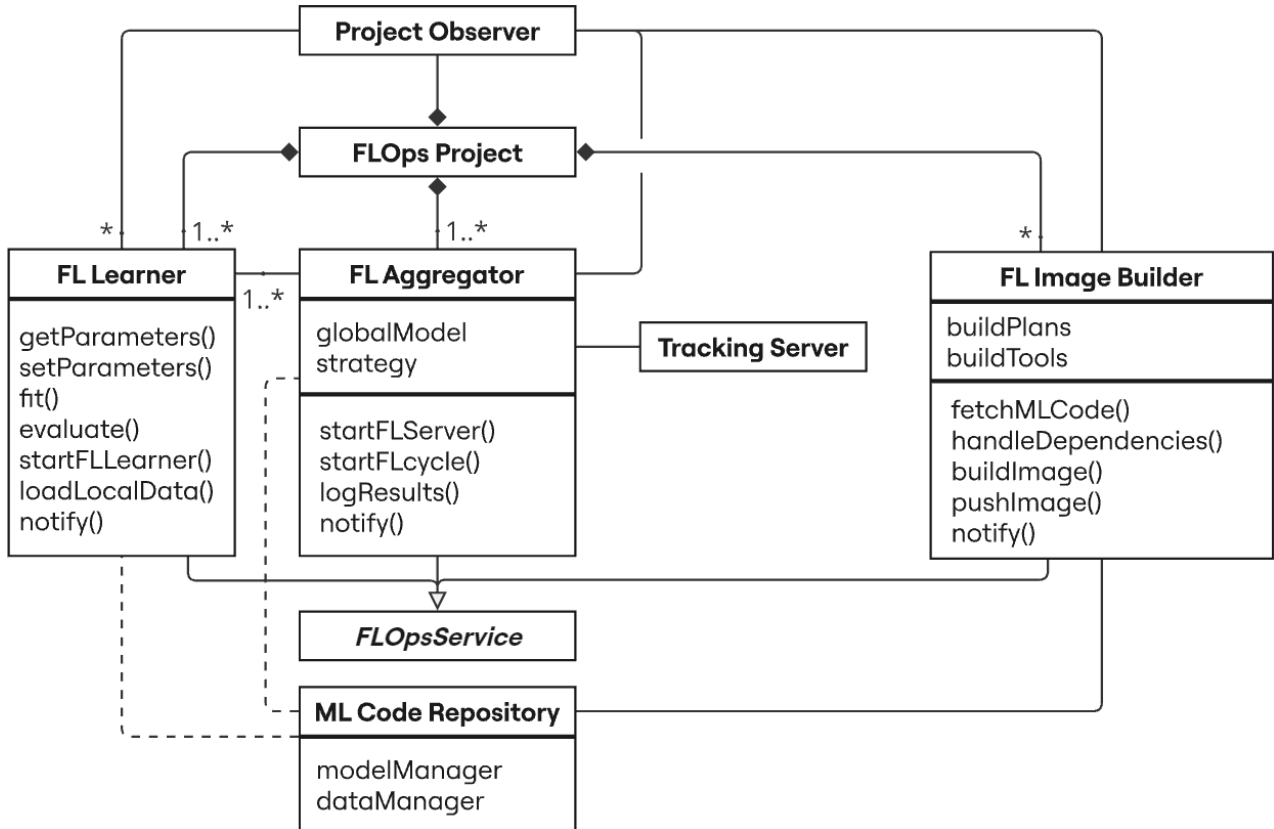 Project Observer
FLOps Project
*
1..*
1..*
*
FL Learner
getParameters()
setParameters()
fit()
evaluate()
startFLLearner()
loadLocalData()
notify()
1..*
FL Aggregator
globalModel
strategy
startFLServer()
startFLcycle()
logResults()
notify()
Tracking Server
FL Image Builder
buildPlans
buildTools
fetchMLCode()
handleDependencies()
buildImage()
pushImage()
notify()
FLOpsService
ML Code Repository
modelManager
dataManager